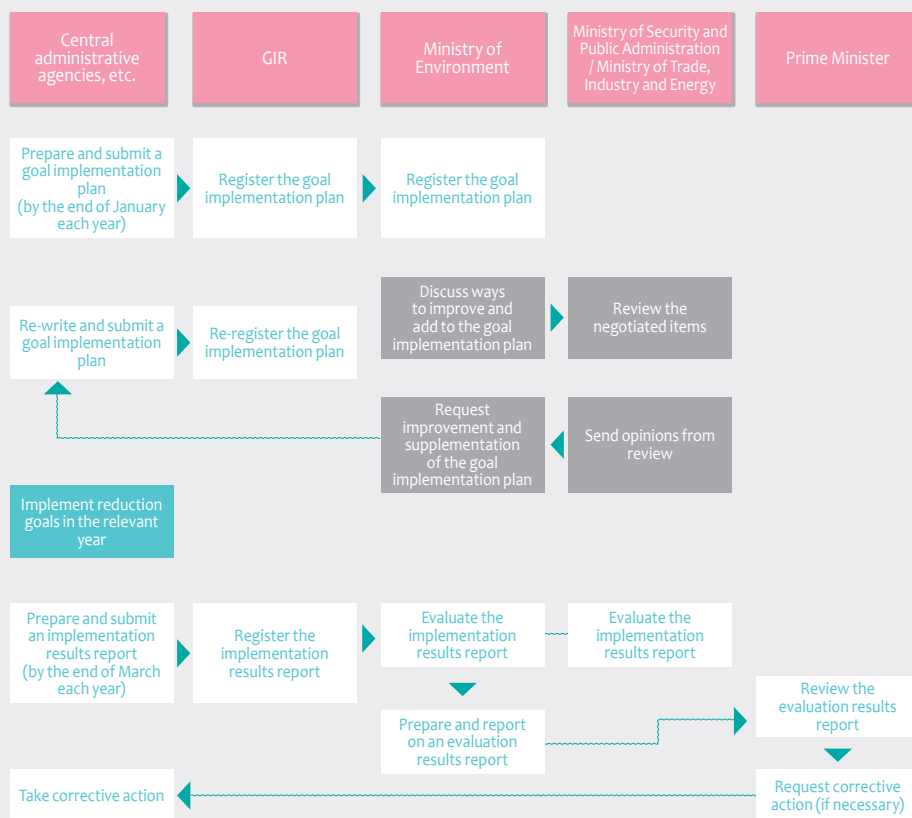 Central
administrative
agencies, etc.
GIR
Ministry of
Environment
Ministry of Security and
Public Administration
/ Ministry of Trade,
Industry and Energy
Prime Minister
Prepare and submit a
goal implementation
plan
(by the end of January
each year)
Register the goal
implementation plan
Register the goal
implementation plan
Discuss ways
to improve and
add to the goal
implementation plan
Review the
negotiated items
Re-write and submit a
goal implementation
plan
Re-register the goal
implementation plan
Request
improvement and
supplementation
of the goal
implementation plan
Send opinions from
review
Implement reduction
goals in the relevant
year
Prepare and submit
an implementation
results report
(by the end of March
each year)
Register the
implementation
results report
Evaluate the
implementation
results report
Evaluate the
implementation
results report
Prepare and report
on an evaluation
results report
Review the
evaluation results
report
Request corrective
action (if necessary)
Take corrective action